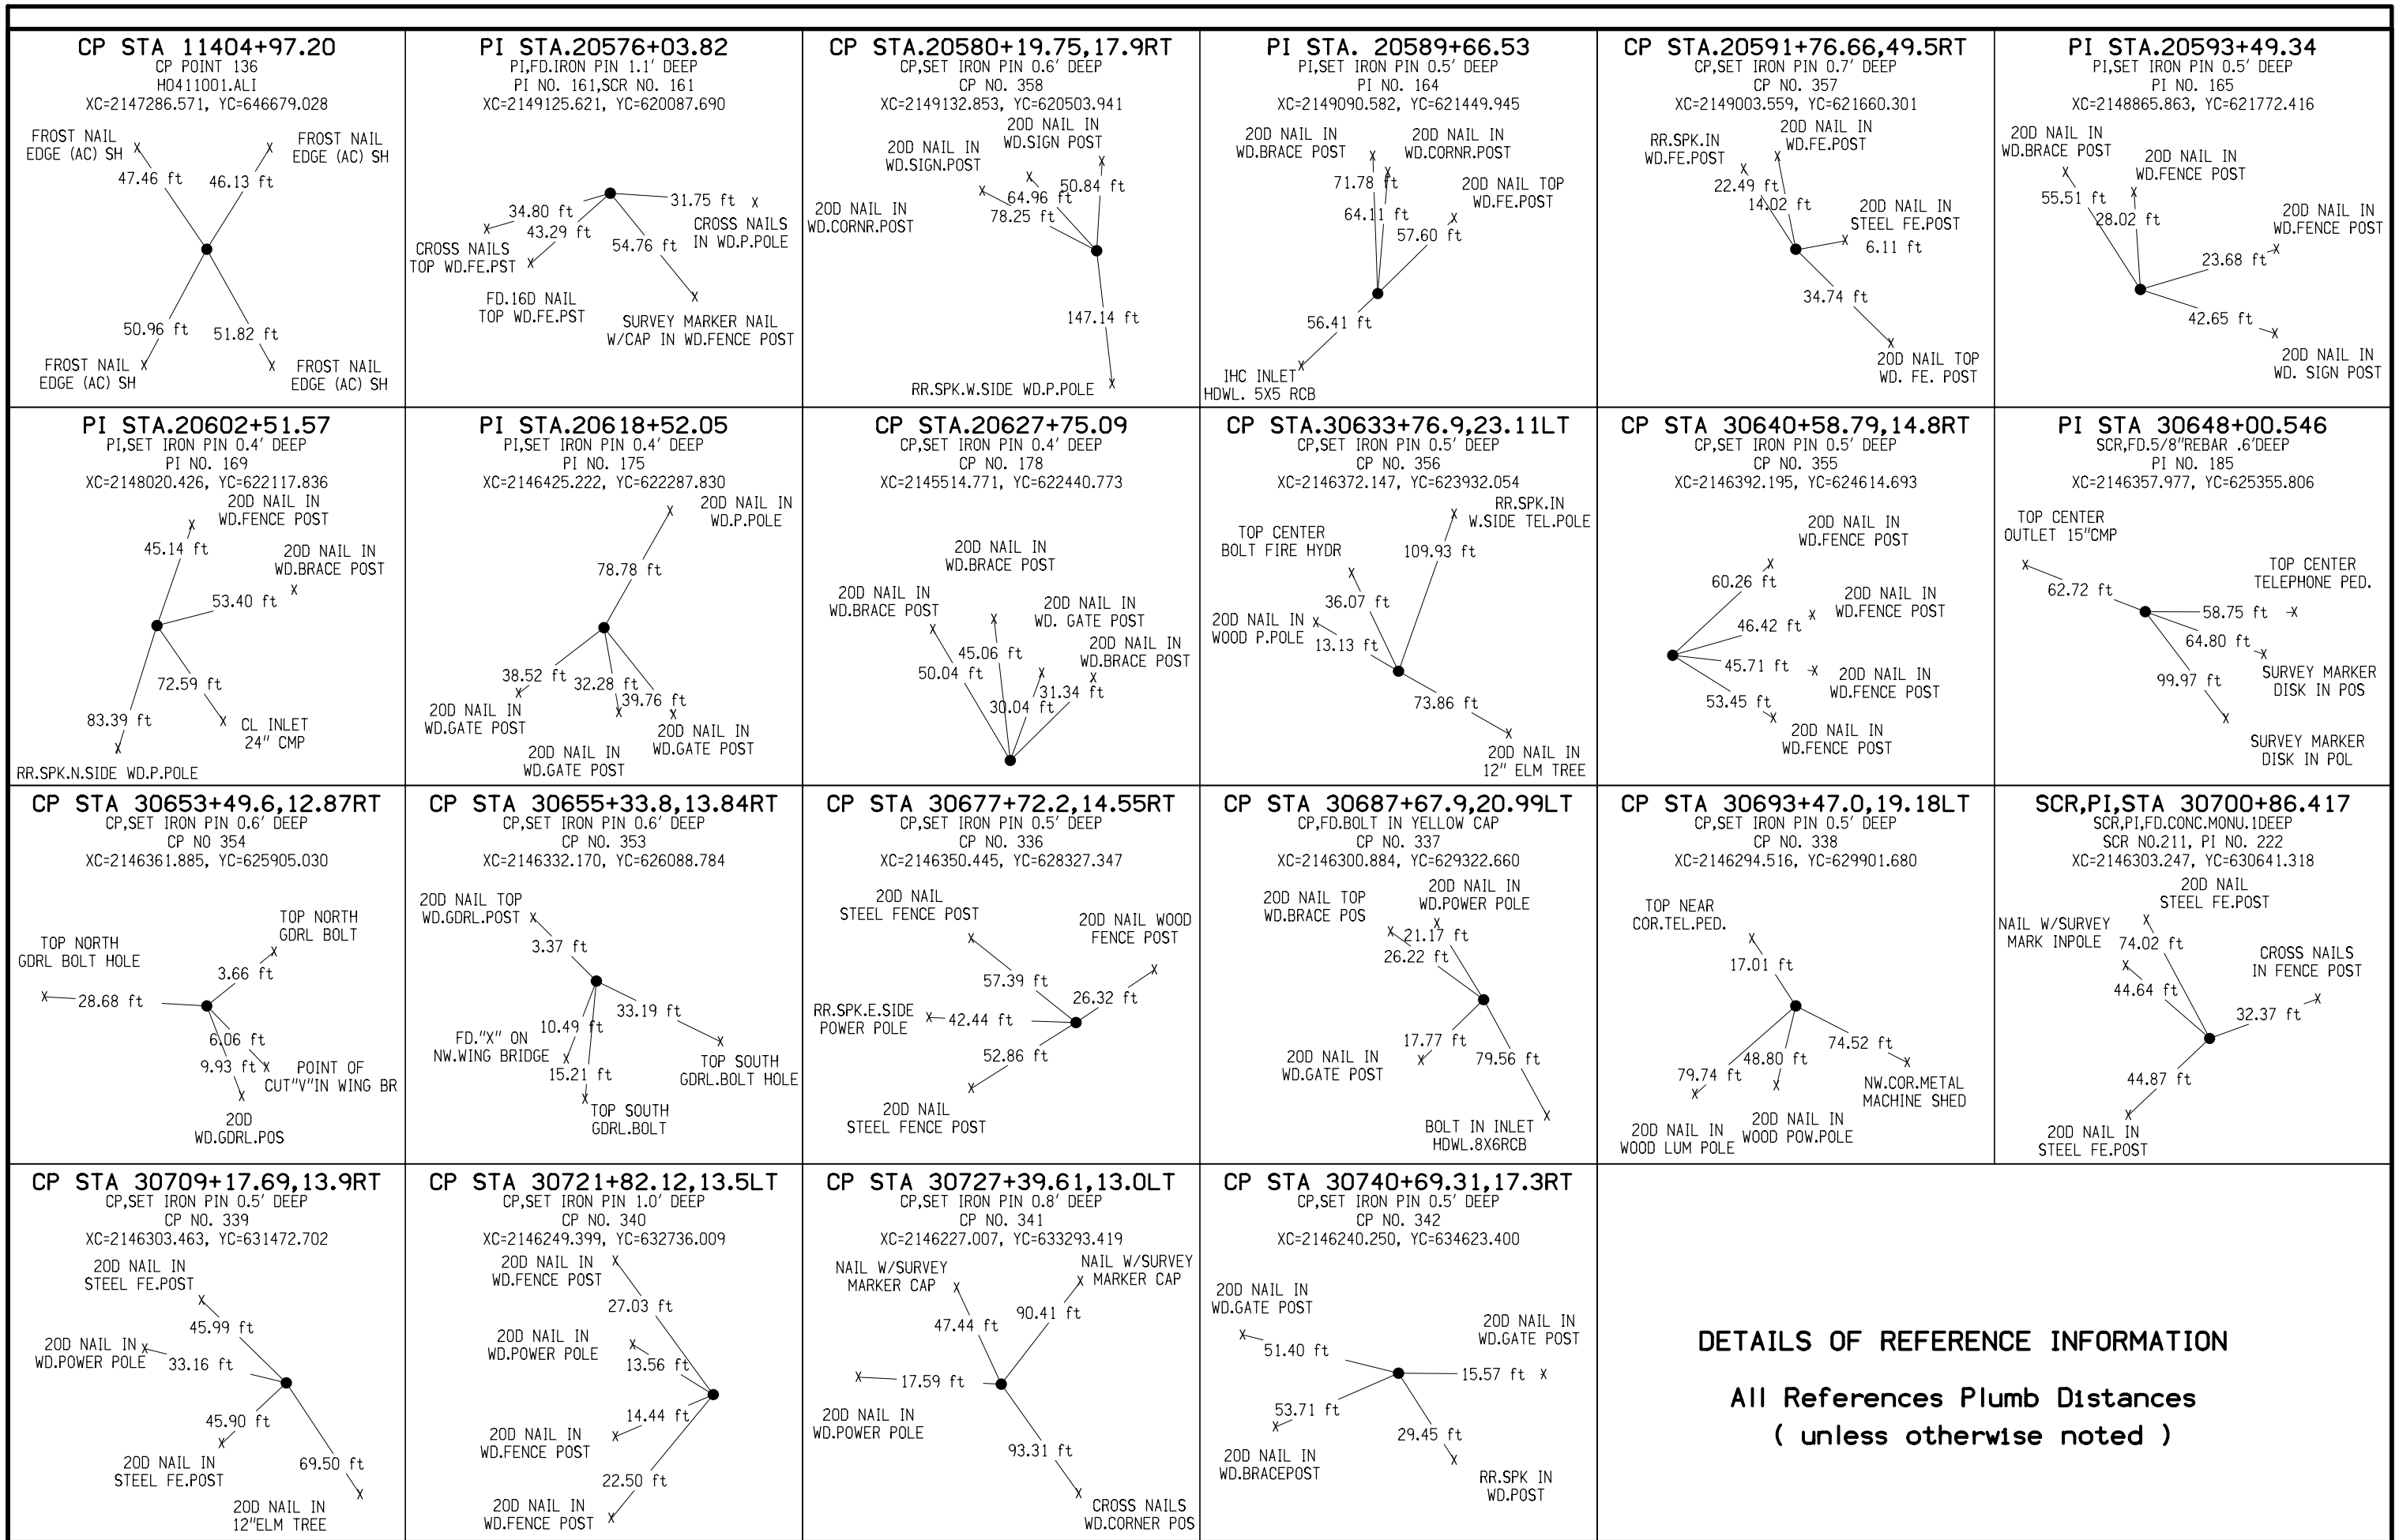 CP STA 11404+97.20
CP POINT 136
H0411001.ALI
XC=2147286.571, YC=646679.028
FROST NAIL
EDGE (AC) SH
FROST NAIL
EDGE (AC) SH
47.46 ft
46.13 ft
50.96 ft
51.82 ft
FROST NAIL
EDGE (AC) SH
FROST NAIL
EDGE (AC) SH
PI STA.20576+03.82
PI,FD.IRON PIN 1.1' DEEP
PI NO. 161,SCR NO. 161
XC=2149125.621, YC=620087.690
34.80 ft
31.75 ft
43.29 ft
54.76 ft
CROSS NAILS
TOP WD.FE.PST
CROSS NAILS
IN WD.P.POLE
FD.16D NAIL
TOP WD.FE.PST
SURVEY MARKER NAIL
W/CAP IN WD.FENCE POST
CP STA.20580+19.75,17.9RT
CP,SET IRON PIN 0.6' DEEP
CP NO. 358
XC=2149132.853, YC=620503.941
20D NAIL IN
WD.SIGN POST
20D NAIL IN
WD.SIGN.POST
20D NAIL IN
WD.CORNR.POST
50.84 ft
64.96 ft
78.25 ft
147.14 ft
RR.SPK.W.SIDE WD.P.POLE
PI STA. 20589+66.53
PI,SET IRON PIN 0.5' DEEP
PI NO. 164
XC=2149090.582, YC=621449.945
20D NAIL IN
WD.BRACE POST
20D NAIL IN
WD.CORNR.POST
20D NAIL TOP
WD.FE.POST
71.78 ft
64.11 ft
57.60 ft
56.41 ft
IHC INLET
HDWL. 5X5 RCB
CP STA.20591+76.66,49.5RT
CP,SET IRON PIN 0.7' DEEP
CP NO. 357
XC=2149003.559, YC=621660.301
RR.SPK.IN
WD.FE.POST
20D NAIL IN
WD.FE.POST
22.49 ft
14.02 ft
20D NAIL IN
STEEL FE.POST
6.11 ft
34.74 ft
20D NAIL TOP
WD. FE. POST
PI STA.20593+49.34
PI,SET IRON PIN 0.5' DEEP
PI NO. 165
XC=2148865.863, YC=621772.416
20D NAIL IN
WD.BRACE POST
20D NAIL IN
WD.FENCE POST
55.51 ft
28.02 ft
20D NAIL IN
WD.FENCE POST
23.68 ft
42.65 ft
20D NAIL IN
WD. SIGN POST
PI STA.20602+51.57
PI,SET IRON PIN 0.4' DEEP
PI NO. 169
XC=2148020.426, YC=622117.836
20D NAIL IN
WD.FENCE POST
45.14 ft
20D NAIL IN
WD.BRACE POST
53.40 ft
72.59 ft
83.39 ft
CL INLET
24" CMP
RR.SPK.N.SIDE WD.P.POLE
PI STA.20618+52.05
PI,SET IRON PIN 0.4' DEEP
PI NO. 175
XC=2146425.222, YC=622287.830
20D NAIL IN
WD.P.POLE
78.78 ft
38.52 ft
32.28 ft
39.76 ft
20D NAIL IN
WD.GATE POST
20D NAIL IN
WD.GATE POST
20D NAIL IN
WD.GATE POST
CP STA.20627+75.09
CP,SET IRON PIN 0.4' DEEP
CP NO. 178
XC=2145514.771, YC=622440.773
20D NAIL IN
WD.BRACE POST
20D NAIL IN
WD.BRACE POST
20D NAIL IN
WD. GATE POST
20D NAIL IN
WD.BRACE POST
45.06 ft
50.04 ft
31.34 ft
30.04 ft
CP STA.30633+76.9,23.11LT
CP,SET IRON PIN 0.5' DEEP
CP NO. 356
XC=2146372.147, YC=623932.054
RR.SPK.IN
W.SIDE TEL.POLE
TOP CENTER
BOLT FIRE HYDR
109.93 ft
36.07 ft
20D NAIL IN
WOOD P.POLE
13.13 ft
73.86 ft
20D NAIL IN
12" ELM TREE
CP STA 30640+58.79,14.8RT
CP,SET IRON PIN 0.5' DEEP
CP NO. 355
XC=2146392.195, YC=624614.693
20D NAIL IN
WD.FENCE POST
60.26 ft
20D NAIL IN
WD.FENCE POST
46.42 ft
45.71 ft
20D NAIL IN
WD.FENCE POST
53.45 ft
20D NAIL IN
WD.FENCE POST
PI STA 30648+00.546
SCR,FD.5/8"REBAR .6'DEEP
PI NO. 185
XC=2146357.977, YC=625355.806
TOP CENTER
OUTLET 15"CMP
TOP CENTER
TELEPHONE PED.
62.72 ft
58.75 ft
64.80 ft
99.97 ft
SURVEY MARKER
DISK IN POS
SURVEY MARKER
DISK IN POL
CP STA 30653+49.6,12.87RT
CP,SET IRON PIN 0.6' DEEP
CP NO 354
XC=2146361.885, YC=625905.030
TOP NORTH
GDRL BOLT
TOP NORTH
GDRL BOLT HOLE
3.66 ft
28.68 ft
6.06 ft
9.93 ft
POINT OF
CUT"V"IN WING BR
20D
WD.GDRL.POS
CP STA 30655+33.8,13.84RT
CP,SET IRON PIN 0.6' DEEP
CP NO. 353
XC=2146332.170, YC=626088.784
20D NAIL TOP
WD.GDRL.POST
3.37 ft
33.19 ft
10.49 ft
FD."X" ON
NW.WING BRIDGE
15.21 ft
TOP SOUTH
GDRL.BOLT HOLE
TOP SOUTH
GDRL.BOLT
CP STA 30677+72.2,14.55RT
CP,SET IRON PIN 0.5' DEEP
CP NO. 336
XC=2146350.445, YC=628327.347
20D NAIL
STEEL FENCE POST
20D NAIL WOOD
FENCE POST
57.39 ft
26.32 ft
RR.SPK.E.SIDE
POWER POLE
42.44 ft
52.86 ft
20D NAIL
STEEL FENCE POST
CP STA 30687+67.9,20.99LT
CP,FD.BOLT IN YELLOW CAP
CP NO. 337
XC=2146300.884, YC=629322.660
20D NAIL TOP
WD.BRACE POS
20D NAIL IN
WD.POWER POLE
21.17 ft
26.22 ft
17.77 ft
20D NAIL IN
WD.GATE POST
79.56 ft
BOLT IN INLET
HDWL.8X6RCB
CP STA 30693+47.0,19.18LT
CP,SET IRON PIN 0.5' DEEP
CP NO. 338
XC=2146294.516, YC=629901.680
TOP NEAR
COR.TEL.PED.
17.01 ft
74.52 ft
48.80 ft
79.74 ft
NW.COR.METAL
MACHINE SHED
20D NAIL IN
WOOD LUM POLE
20D NAIL IN
WOOD POW.POLE
SCR,PI,STA 30700+86.417
SCR,PI,FD.CONC.MONU.1DEEP
SCR NO.211, PI NO. 222
XC=2146303.247, YC=630641.318
20D NAIL
STEEL FE.POST
NAIL W/SURVEY
MARK INPOLE
74.02 ft
CROSS NAILS
IN FENCE POST
44.64 ft
32.37 ft
44.87 ft
20D NAIL IN
STEEL FE.POST
CP STA 30709+17.69,13.9RT
CP,SET IRON PIN 0.5' DEEP
CP NO. 339
XC=2146303.463, YC=631472.702
20D NAIL IN
STEEL FE.POST
45.99 ft
20D NAIL IN
WD.POWER POLE
33.16 ft
45.90 ft
20D NAIL IN
STEEL FE.POST
69.50 ft
20D NAIL IN
12"ELM TREE
CP STA 30721+82.12,13.5LT
CP,SET IRON PIN 1.0' DEEP
CP NO. 340
XC=2146249.399, YC=632736.009
20D NAIL IN
WD.FENCE POST
27.03 ft
20D NAIL IN
WD.POWER POLE
13.56 ft
14.44 ft
20D NAIL IN
WD.FENCE POST
22.50 ft
20D NAIL IN
WD.FENCE POST
CP STA 30727+39.61,13.0LT
CP,SET IRON PIN 0.8' DEEP
CP NO. 341
XC=2146227.007, YC=633293.419
NAIL W/SURVEY
MARKER CAP
NAIL W/SURVEY
MARKER CAP
47.44 ft
90.41 ft
17.59 ft
20D NAIL IN
WD.POWER POLE
93.31 ft
CROSS NAILS
WD.CORNER POS
CP STA 30740+69.31,17.3RT
CP,SET IRON PIN 0.5' DEEP
CP NO. 342
XC=2146240.250, YC=634623.400
20D NAIL IN
WD.GATE POST
20D NAIL IN
WD.GATE POST
51.40 ft
15.57 ft
53.71 ft
29.45 ft
20D NAIL IN
WD.BRACEPOST
RR.SPK IN
WD.POST
DETAILS OF REFERENCE INFORMATION
All References Plumb Distances
( unless otherwise noted )